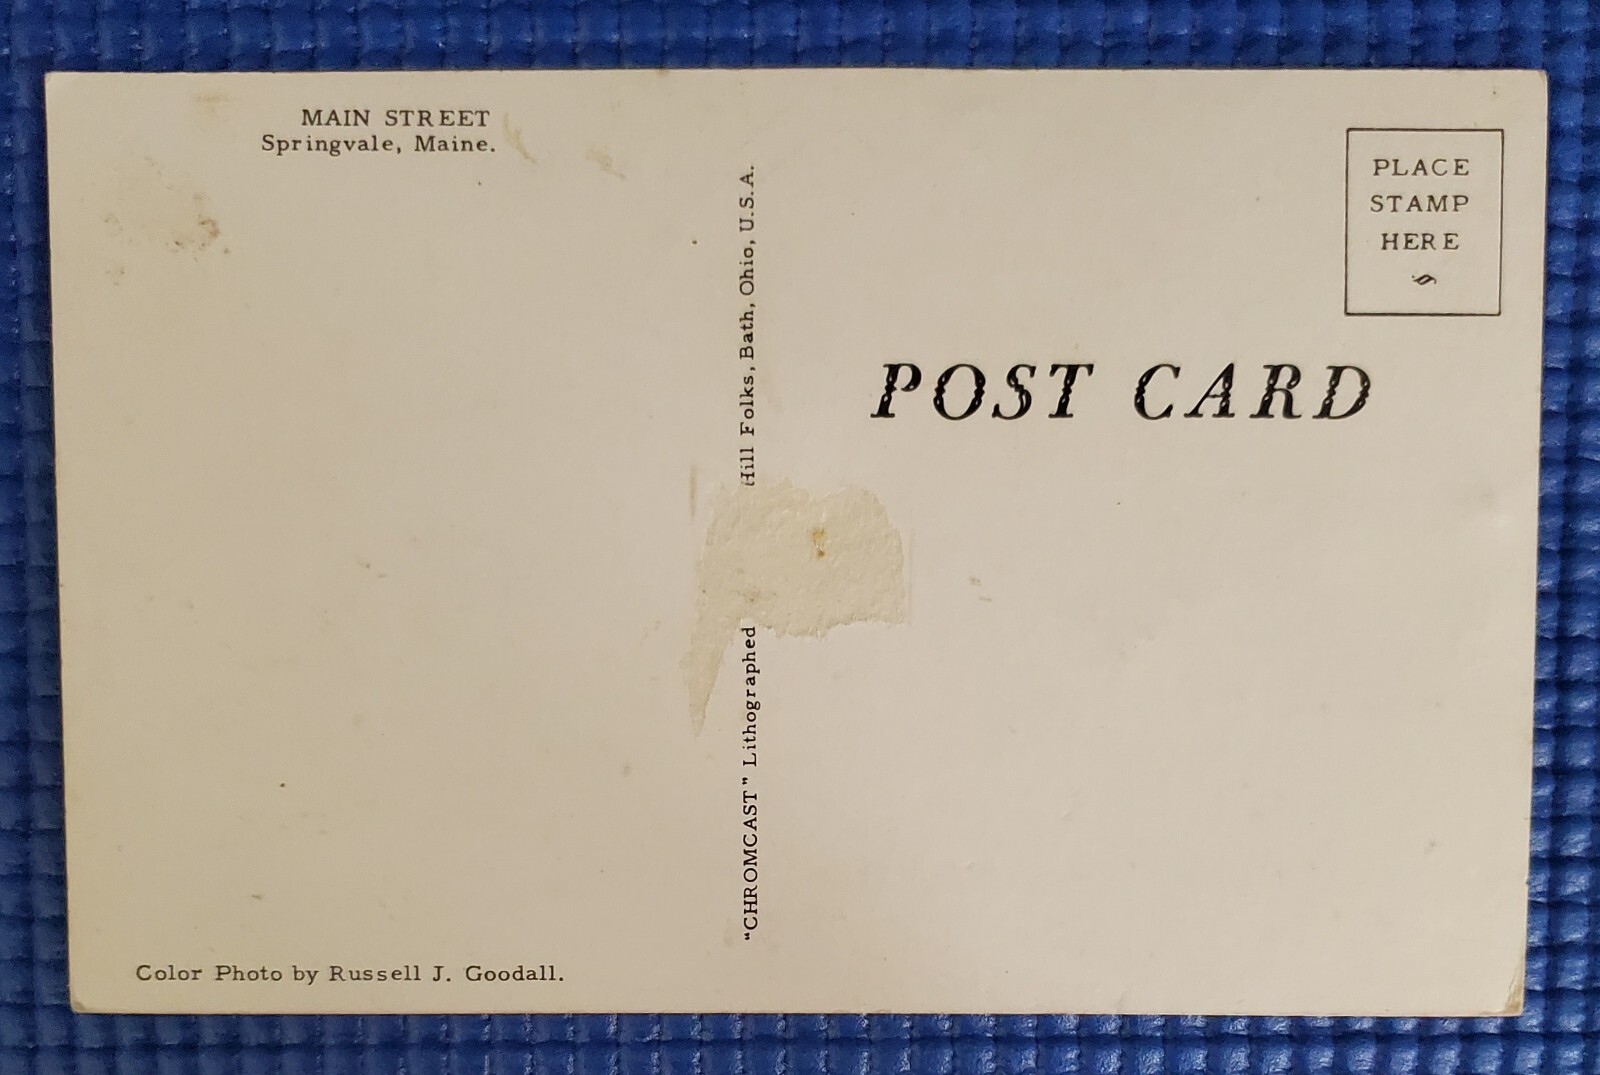 MAIN STREET
Springvale, Maine.
"CHROMCAST" Lithographed
Hill Folks, Bath, Ohio, U.S.A.
PLACE
STAMP
HERE
POST CARD
Color Photo by Russell J. Goodall.